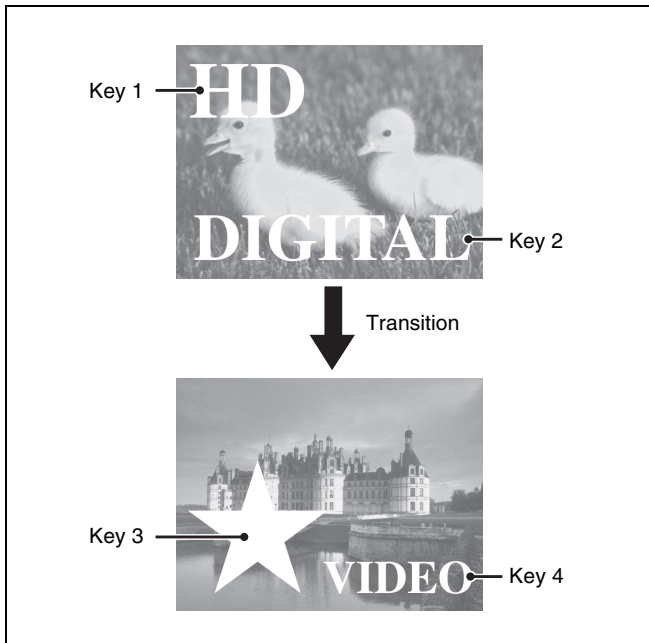 HD
Key 1
DIGITAL
Key 2
Transition
Key 3
VIDEO
Key 4